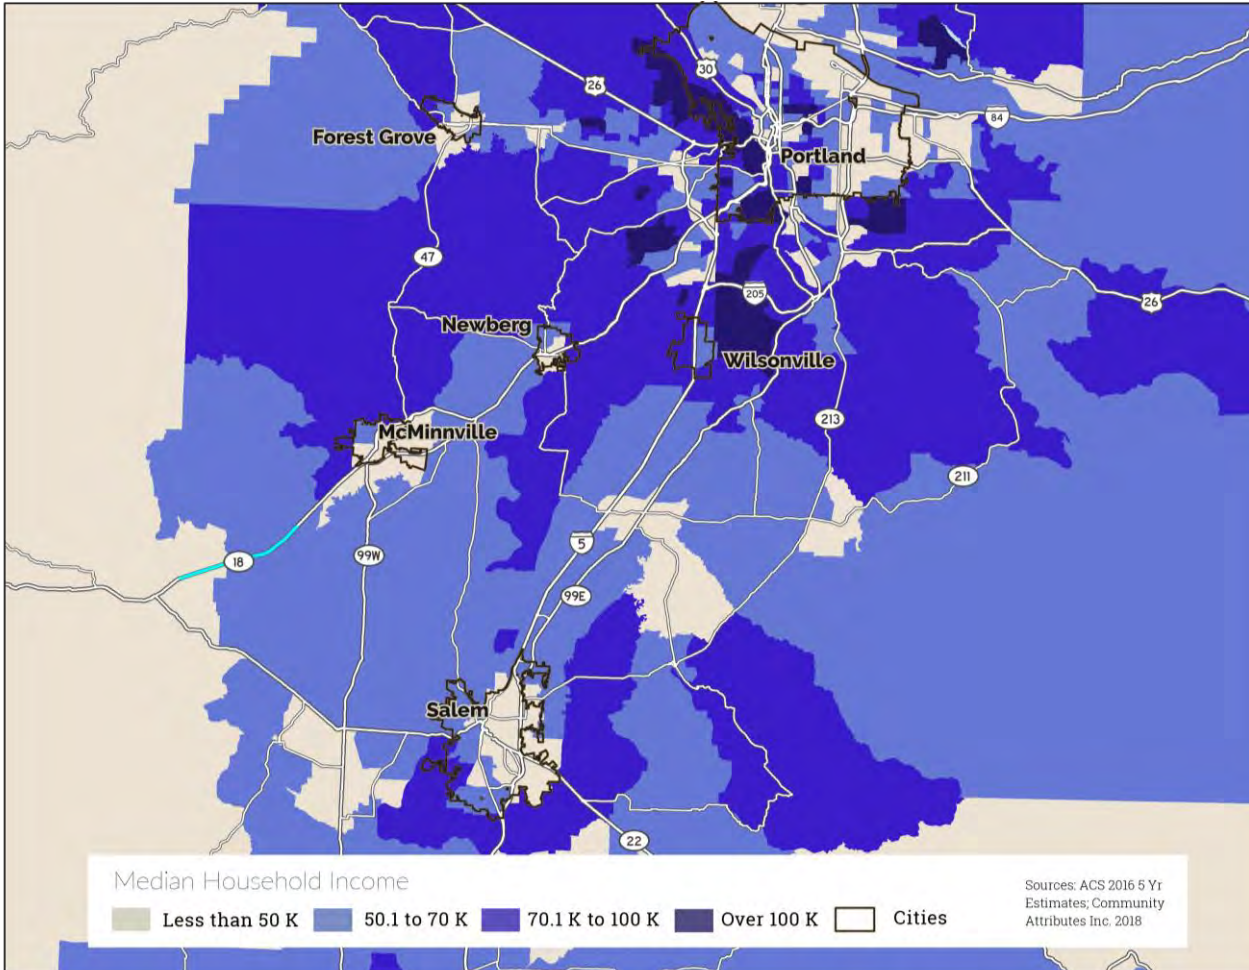 30
26
84
Forest Grove
Portland
47
205
26
Newberg
Wilsonville
213
McMinnville
211
5
18
99W
99E
Salem
22
Median Household Income
Less than 50 K
50.1 to 70 K
70.1 K to 100 K
Over 100 K
Cities
Sources: ACS 2016 5 Yr
Estimates; Community
Attributes Inc. 2018